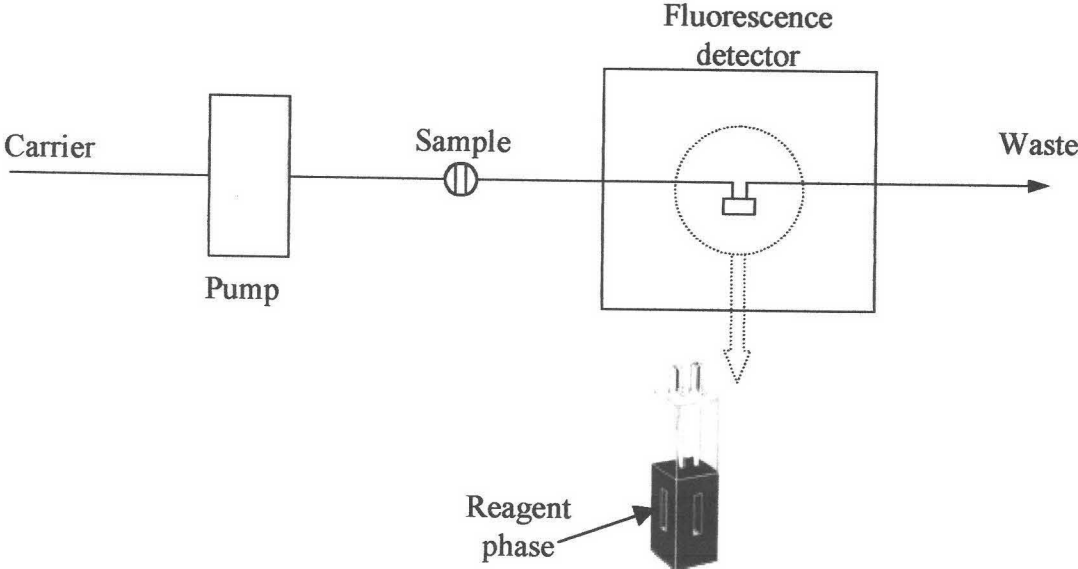 Fluorescence
detector
Carrier
Sample
Waste
Pump
Reagent
phase